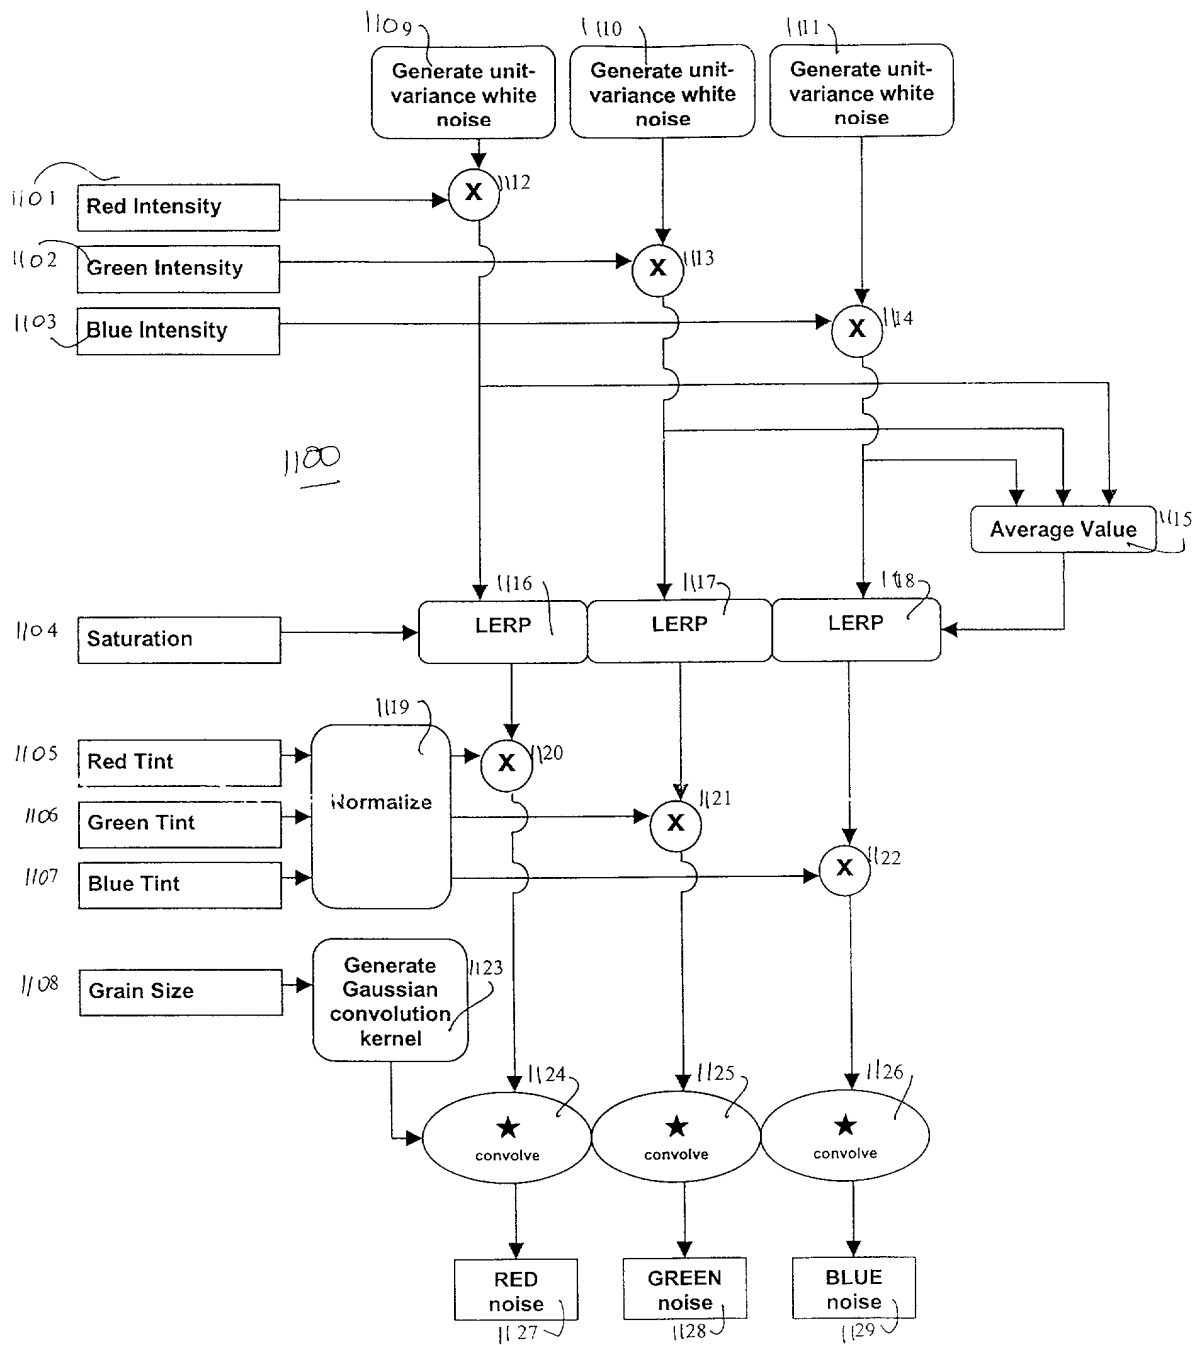 1109
1110
1111
Generate unit-
variance white
noise
Generate unit-
variance white
noise
Generate unit-
variance white
noise
1101
Red Intensity
X
1112
1102
Green Intensity
X
1113
1103
Blue Intensity
X
1114
1100
Average Value
1115
1116
1117
1118
1104
Saturation
LERP
LERP
LERP
1119
1105
Red Tint
X
1120
Normalize
1106
Green Tint
X
1121
1107
Blue Tint
X
1122
1108
Grain Size
Generate
Gaussian
convolution
kernel
1123
1124
1125
1126
★
convolve
★
convolve
★
convolve
RED
noise
GREEN
noise
BLUE
noise
1127
1128
1129